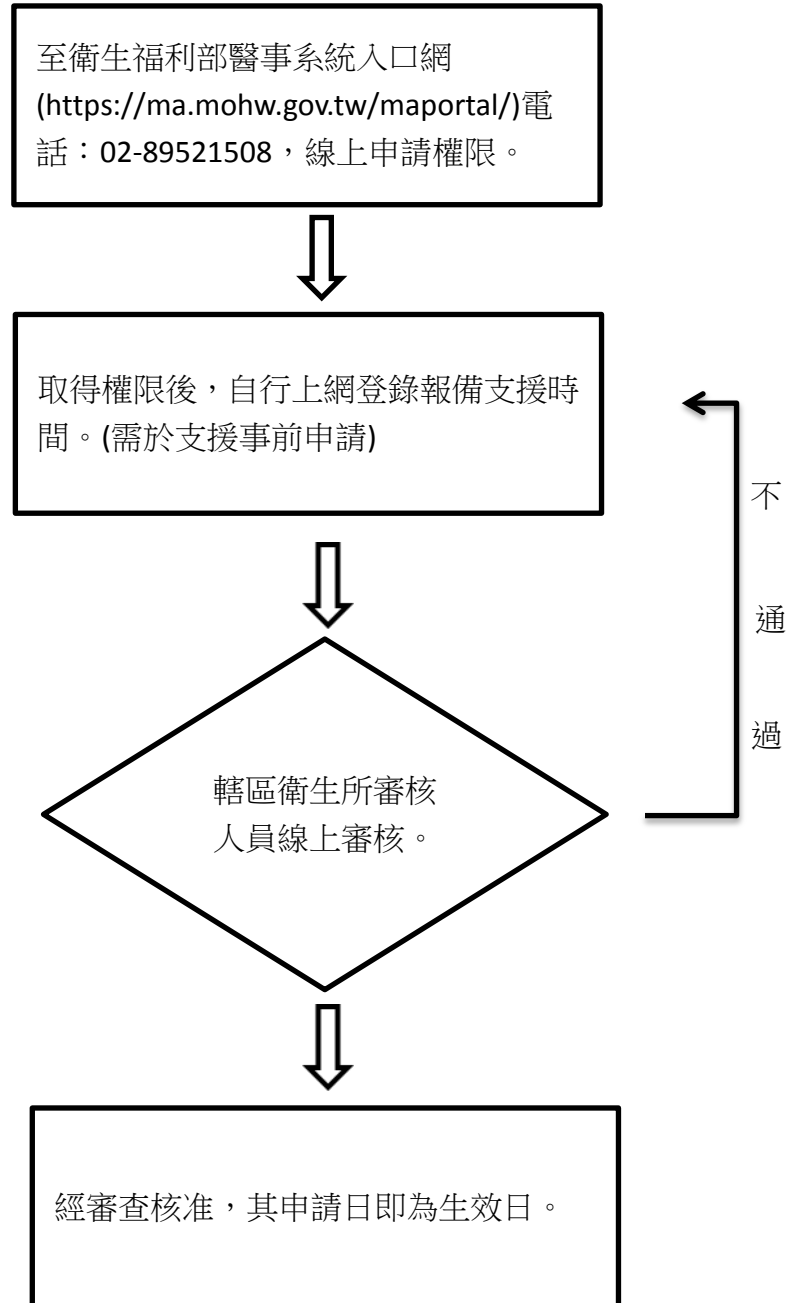 至衛生福利部醫事系統入口網
(https://ma.mohw.gov.tw/maportal/)電
話：02-89521508，線上申請權限。
取得權限後，自行上網登錄報備支援時
間。(需於支援事前申請)
不
通
過
轄區衛生所審核
人員線上審核。
經審查核准，其申請日即為生效日。